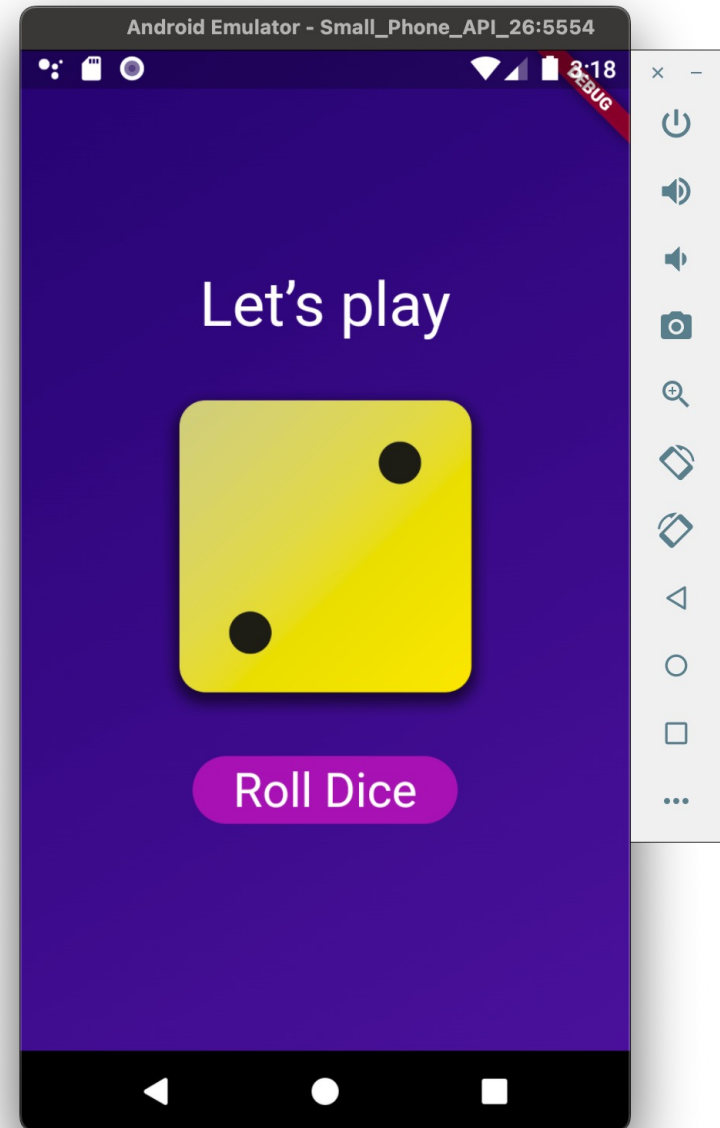 Android Emulator - Small_Phone_API_26:5554
3:18
DEBUG
Let’s play
Roll Dice